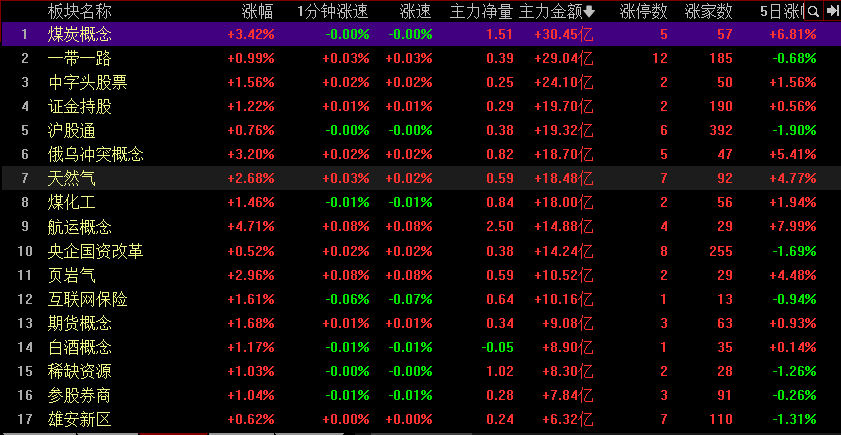 板块名称 涨幅 1分钟涨速 涨速 主力净量 主力金额 涨停数 涨家数 5日涨
1 煤炭概念 +3.42% -0.00% -0.00% 1.51 +30.45亿 5 57 +6.81%
2 一带一路 +0.99% +0.03% +0.03% 0.39 +29.04亿 12 185 -0.68%
3 中字头股票 +1.56% +0.02% +0.02% 0.25 +24.10亿 2 50 +1.56%
4 证金持股 +1.22% +0.01% +0.01% 0.29 +19.70亿 2 190 +0.56%
5 沪股通 +0.76% -0.00% -0.00% 0.38 +19.32亿 6 392 -1.90%
6 俄乌冲突概念 +3.20% +0.02% +0.02% 0.82 +18.70亿 5 47 +5.41%
7 天然气 +2.68% +0.03% +0.02% 0.59 +18.48亿 7 92 +4.77%
8 煤化工 +1.46% -0.01% -0.01% 0.84 +18.00亿 2 56 +1.94%
9 航运概念 +4.71% +0.08% +0.08% 2.50 +14.88亿 4 29 +7.99%
10 央企国资改革 +0.52% +0.02% +0.02% 0.38 +14.24亿 8 255 -1.69%
11 页岩气 +2.96% +0.08% +0.08% 0.59 +10.52亿 2 29 +4.48%
12 互联网保险 +1.61% -0.06% -0.07% 0.64 +10.16亿 1 13 -0.94%
13 期货概念 +1.68% +0.01% +0.01% 0.34 +9.08亿 3 63 +0.93%
14 白酒概念 +1.17% -0.01% -0.01% -0.05 +8.90亿 1 35 +0.14%
15 稀缺资源 +1.03% -0.00% -0.01% 1.02 +8.30亿 2 28 -1.26%
16 参股券商 +1.04% -0.01% -0.01% 0.28 +7.84亿 3 91 -0.26%
17 雄安新区 +0.62% +0.00% +0.00% 0.24 +6.32亿 7 110 -1.31%